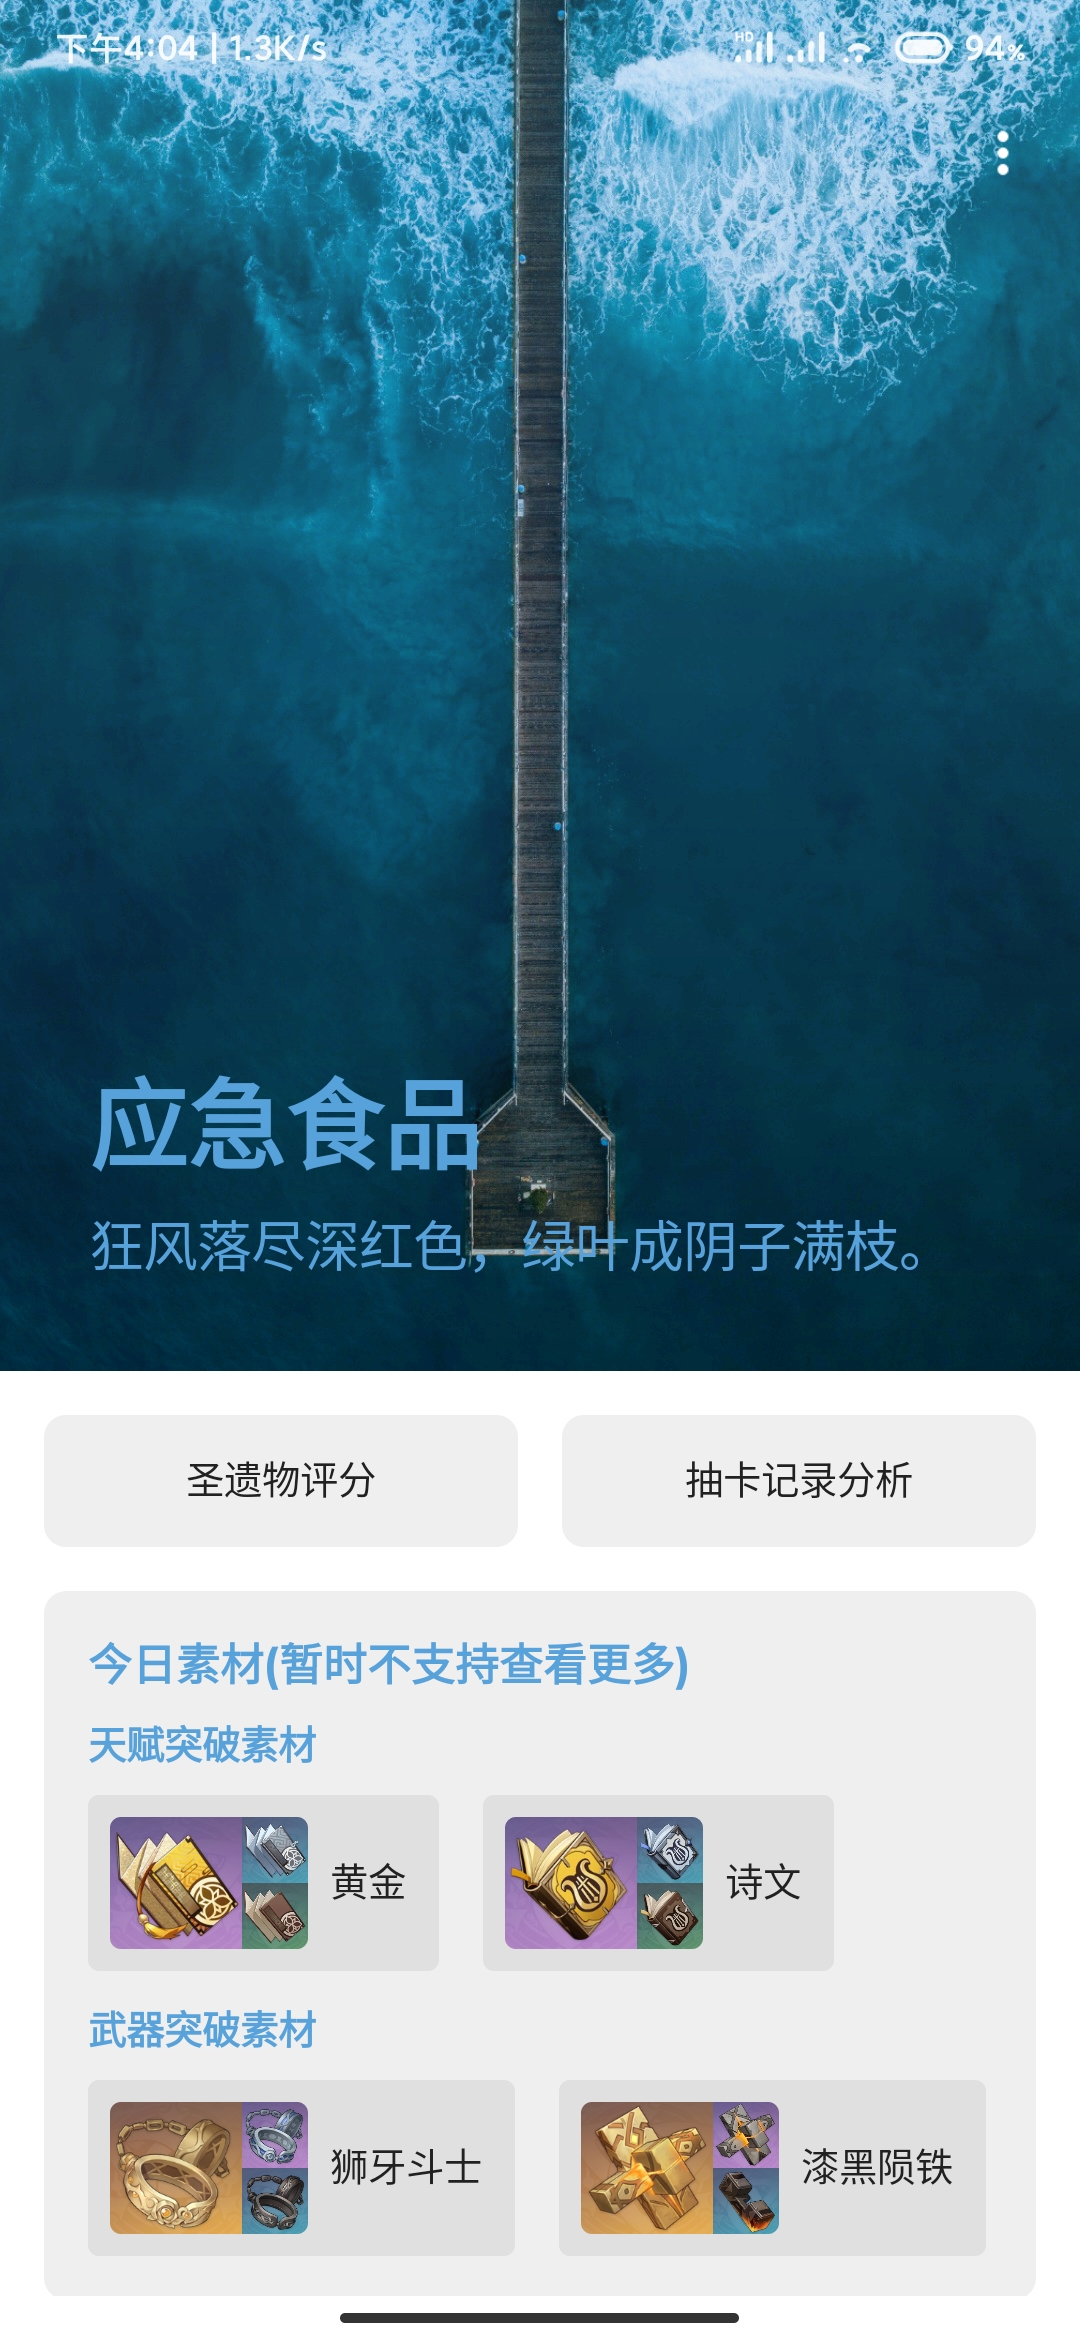 下午4:04 | 1.3K/s
HD 94%
应急食品
狂风落尽深红色，绿叶成阴子满枝。
圣遗物评分
抽卡记录分析
今日素材(暂时不支持查看更多)
天赋突破素材
黄金
诗文
武器突破素材
狮牙斗士
漆黑陨铁